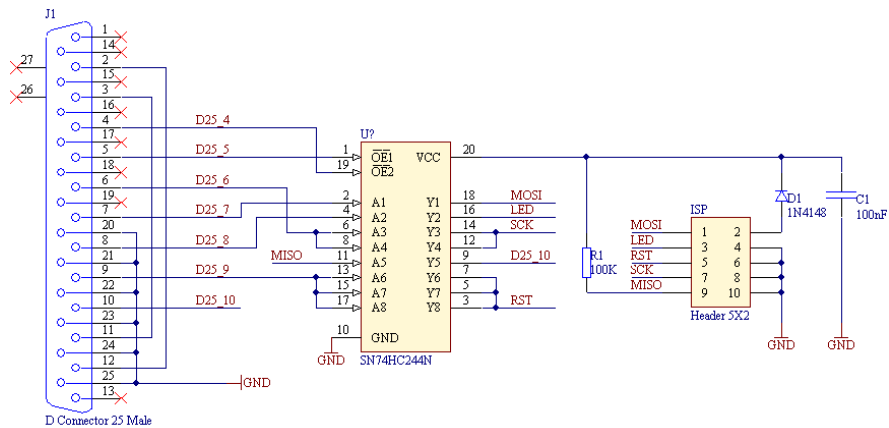 J1
1
14
27
2
15
26
3
16
4
D25_4
17
5
D25_5
18
6
D25_6
19
7
D25_7
20
8
D25_8
21
9
D25_9
22
10
D25_10
23
11
24
12
25
GND
13
D Connector 25 Male
U?
1 OE1 VCC 20
19 OE2
2 A1 Y1 18 MOSI
4 A2 Y2 16 LED
6 A3 Y3 14 SCK
8 A4 Y4 12
MISO 11 A5 Y5 9 D25_10
13 A6 Y6 7
15 A7 Y7 5
17 A8 Y8 3 RST
10 GND
GND
SN74HC244N
R1
100K
ISP
MOSI 1 2
LED 3 4
RST 5 6
SCK 7 8
MISO 9 10
Header 5X2
D1
1N4148
C1
100nF
GND
GND